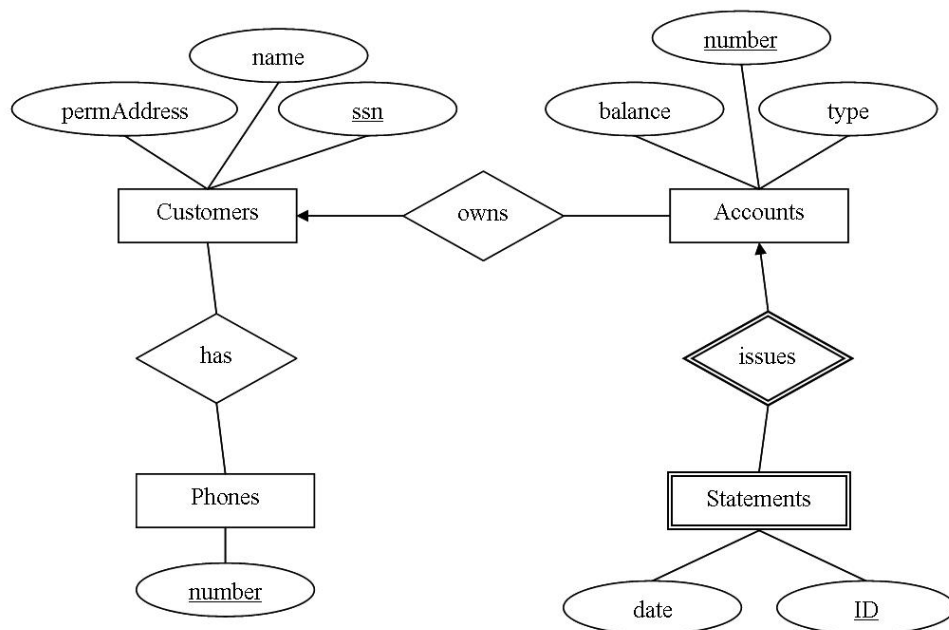 number
name
permAddress
ssn
balance
type
Customers
owns
Accounts
has
issues
Phones
Statements
number
date
ID